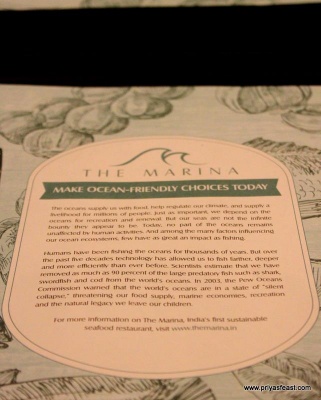 THE MARINA
MAKE OCEAN-FRIENDLY CHOICES TODAY
The oceans supply us with food, help regulate our climate, and supply a
livelihood for millions of people. Just as important, we depend on the
oceans for recreation and renewal. But our seas are not the infinite
bounty they appear to be. Today, no part of the oceans remains
unaffected by human activities. And among the many factors influencing
our ocean ecosystems, few have as great an impact as fishing.
Humans have been fishing the oceans for thousands of years. But over
the past five decades technology has allowed us to fish farther, deeper
and more efficiently than ever before. Scientists estimate that we have
removed as much as 90 percent of the large predatory fish such as shark,
swordfish and cod from the world's oceans. In 2003, the Pew Oceans
Commission warned that the world's oceans are in a state of "silent
collapse," threatening our food supply, marine economies, recreation
and the natural legacy we leave our children.
For more information on The Marina, India's first sustainable
seafood restaurant, visit www.themarina.in
www.priyasfeast.com